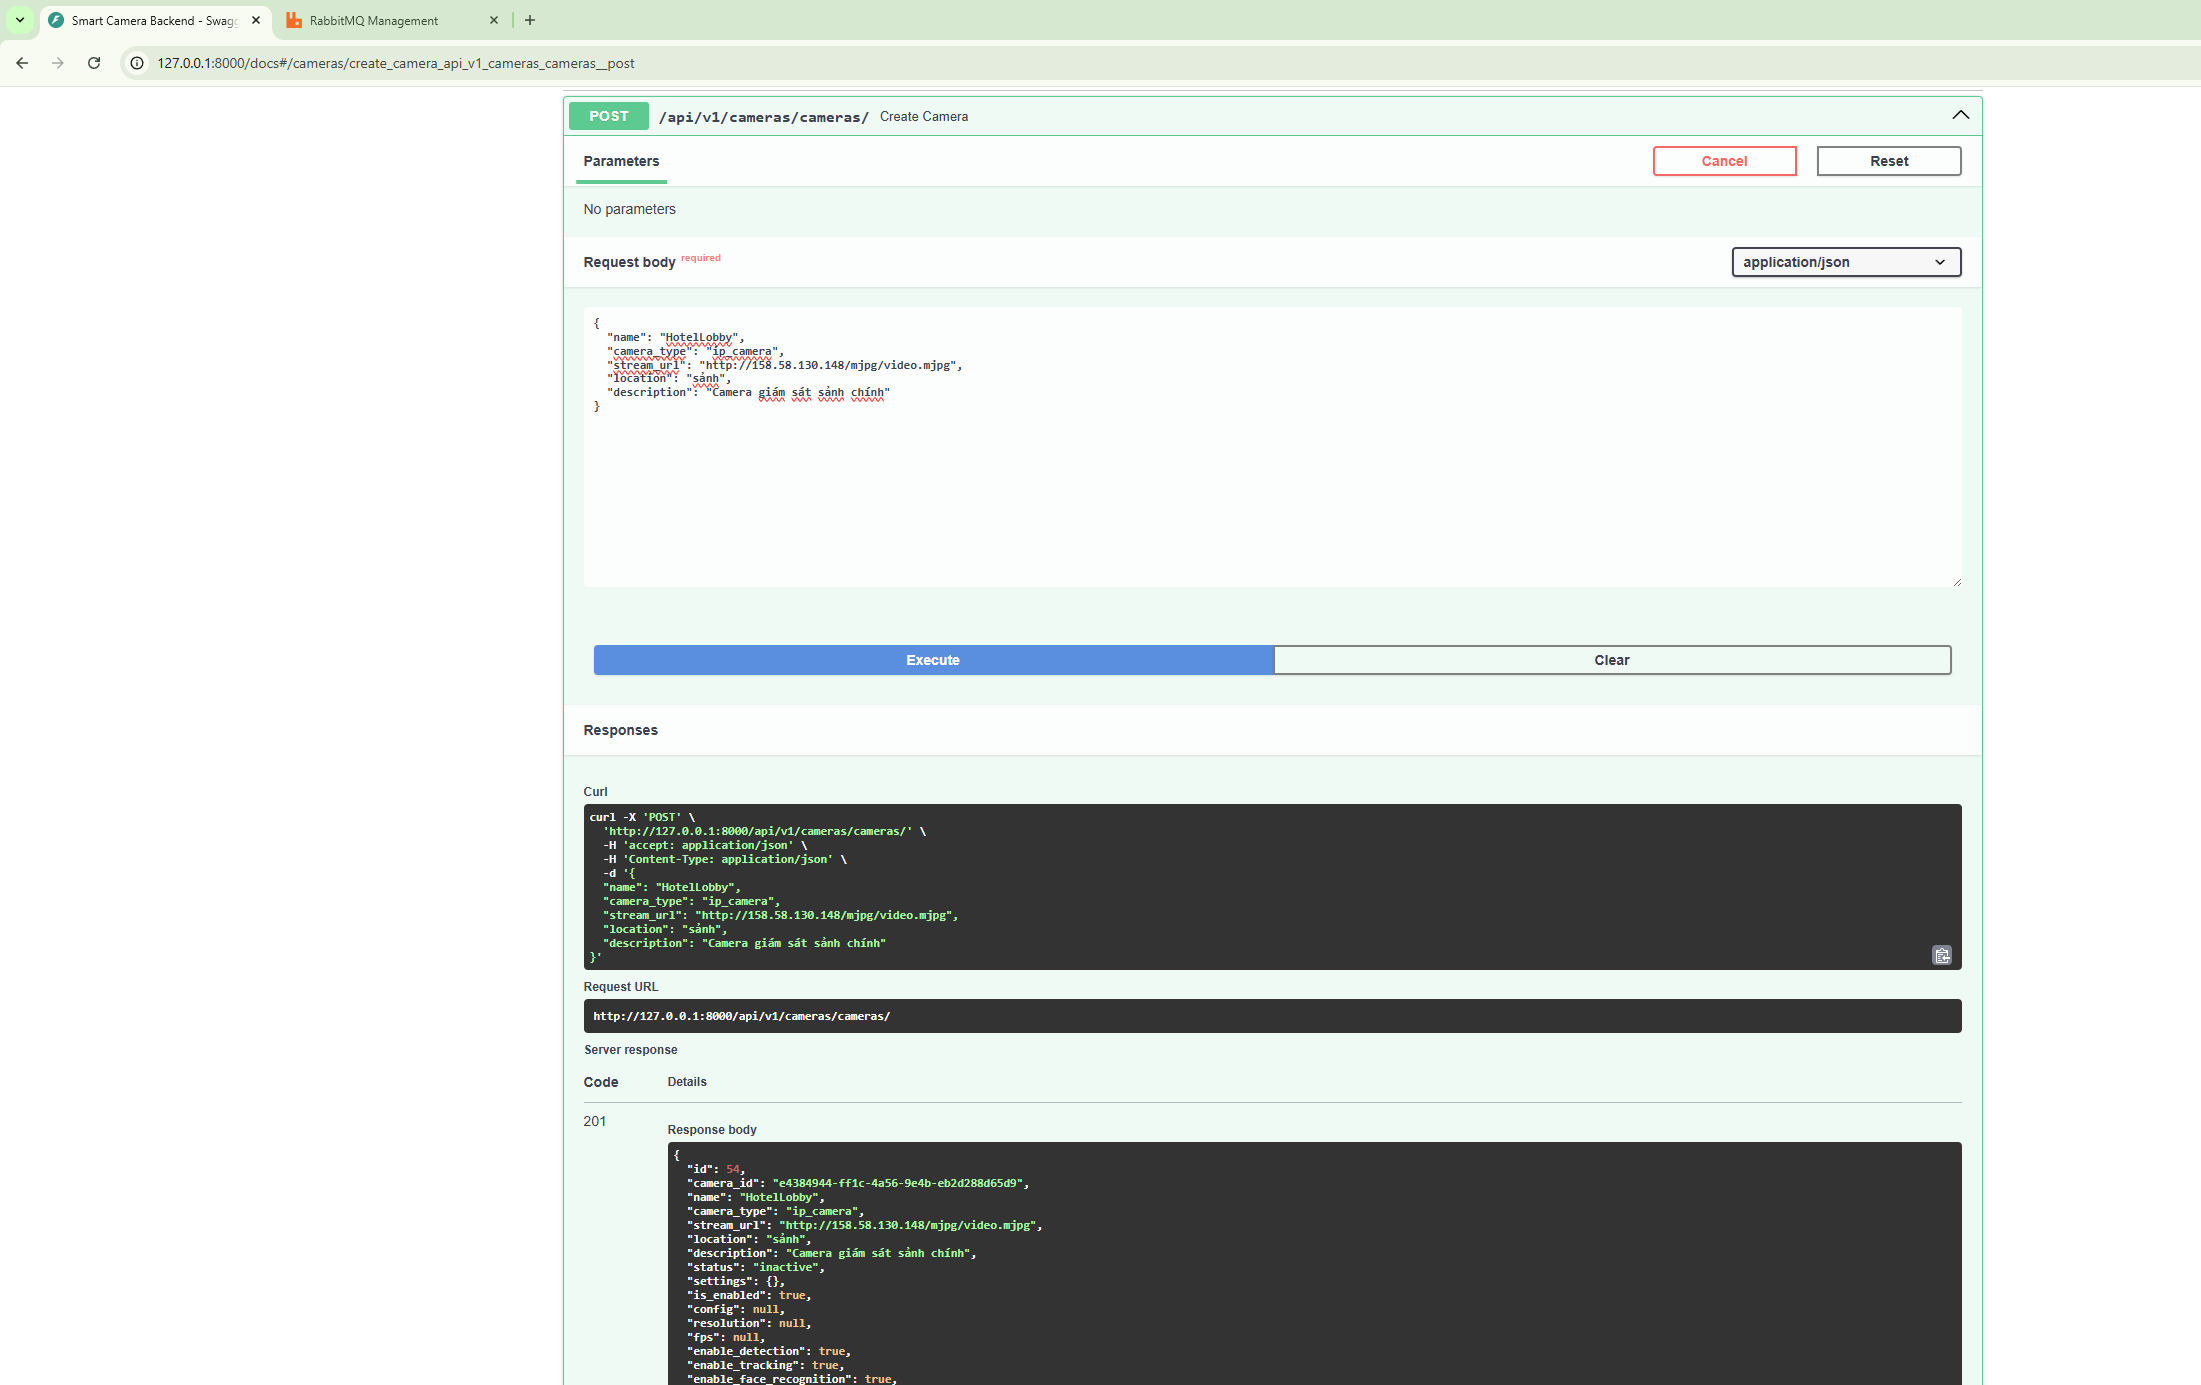 Smart Camera Backend - Swagg
RabbitMQ Management
127.0.0.1:8000/docs#/cameras/create_camera_api_v1_cameras_cameras__post
POST /api/v1/cameras/cameras/ Create Camera
Parameters
Cancel
Reset
No parameters
Request body required
application/json
{
"name": "HotelLobby",
"camera_type": "ip_camera",
"stream_url": "http://158.58.130.148/mjpg/video.mjpg",
"location": "sảnh",
"description": "Camera giám sát sảnh chính"
}
Execute
Clear
Responses
Curl
curl -X 'POST' \
'http://127.0.0.1:8000/api/v1/cameras/cameras/' \
-H 'accept: application/json' \
-H 'Content-Type: application/json' \
-d '{
"name": "HotelLobby",
"camera_type": "ip_camera",
"stream_url": "http://158.58.130.148/mjpg/video.mjpg",
"location": "sảnh",
"description": "Camera giám sát sảnh chính"
}'
Request URL
http://127.0.0.1:8000/api/v1/cameras/cameras/
Server response
Code Details
201
Response body
{
"id": 54,
"camera_id": "e4384944-ff1c-4a56-9e4b-eb2d288d65d9",
"name": "HotelLobby",
"camera_type": "ip_camera",
"stream_url": "http://158.58.130.148/mjpg/video.mjpg",
"location": "sảnh",
"description": "Camera giám sát sảnh chính",
"status": "inactive",
"settings": {},
"is_enabled": true,
"config": null,
"resolution": null,
"fps": null,
"enable_detection": true,
"enable_tracking": true,
"enable_face_recognition": true,